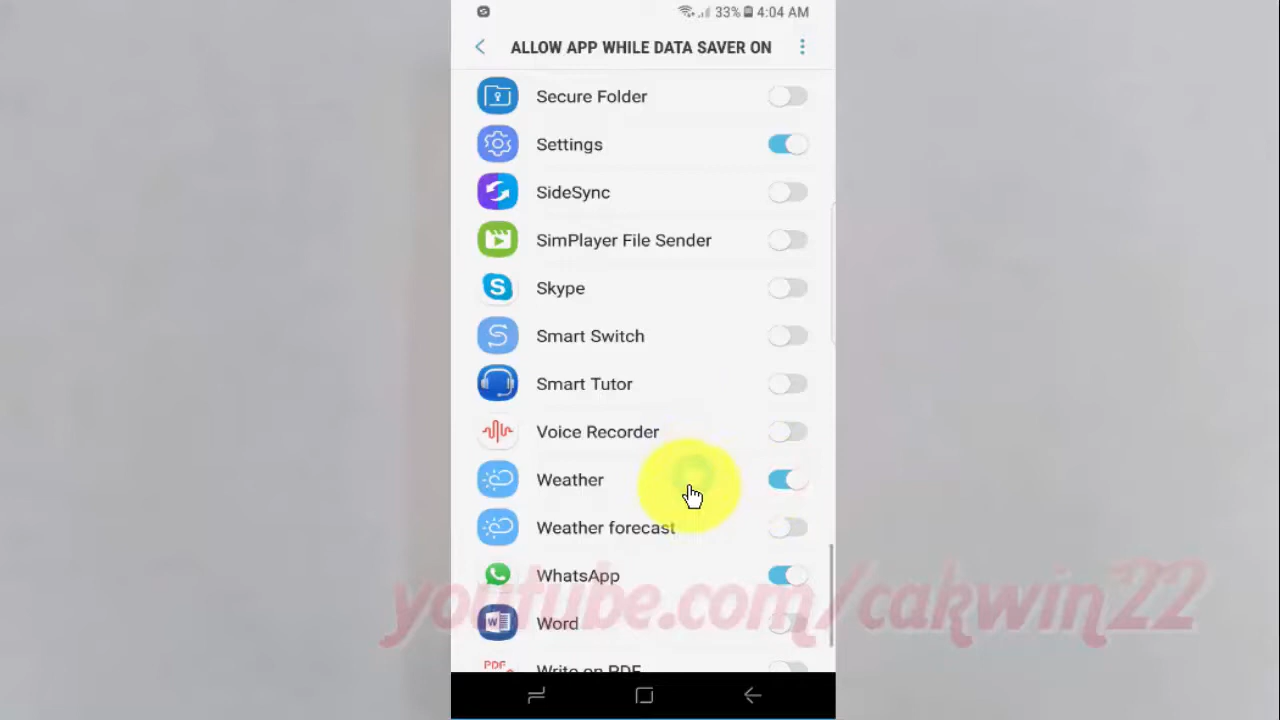 33% 4:04 AM
ALLOW APP WHILE DATA SAVER ON
Secure Folder
Settings
SideSync
SimPlayer File Sender
S Skype
Smart Switch
Smart Tutor
Voice Recorder
Weather
Weather forecast
WhatsApp
youtube.com/cakwin22
W Word
PDF Write on PDF